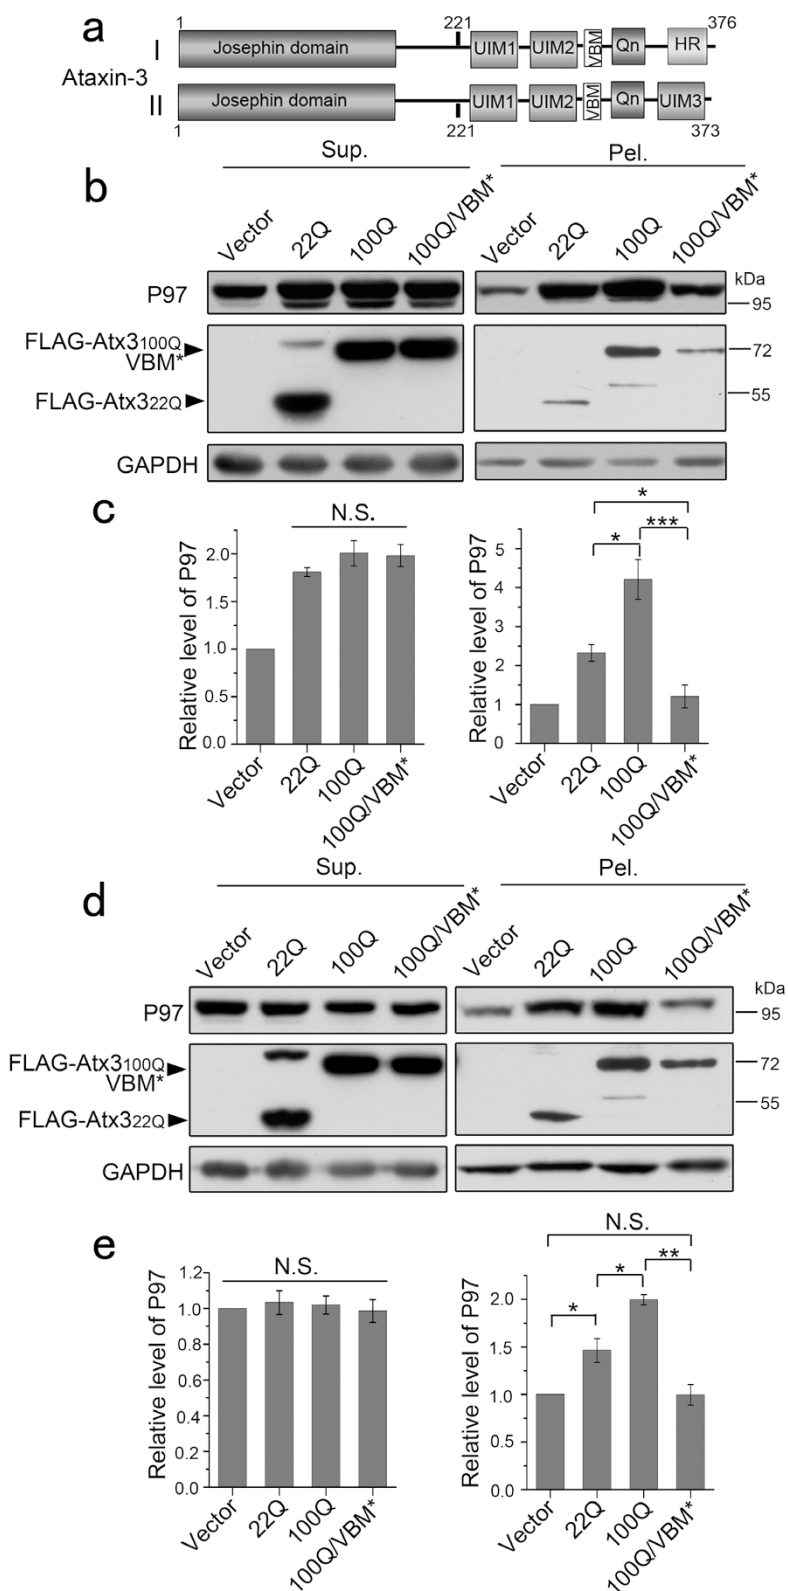 a
1 221 376
I Josephin domain UIM1 UIM2 VBM Qn HR
Ataxin-3
II Josephin domain UIM1 UIM2 VBM Qn UIM3
1 221 373
b
Sup. Pel.
Vector 22Q 100Q 100Q/VBM* Vector 22Q 100Q 100Q/VBM*
kDa
P97 95
FLAG-Atx3100Q 72
VBM*
FLAG-Atx322Q 55
GAPDH
c
N.S. * * ***
Relative level of P97
2.0
1.5
1.0
0.5
0.0
Vector 22Q 100Q 100Q/VBM*
Relative level of P97
5
4
3
2
1
0
Vector 22Q 100Q 100Q/VBM*
d
Sup. Pel.
Vector 22Q 100Q 100Q/VBM* Vector 22Q 100Q 100Q/VBM*
kDa
P97 95
FLAG-Atx3100Q 72
VBM*
FLAG-Atx322Q 55
GAPDH
e
N.S.
Relative level of P97
1.2
1.0
0.8
0.6
0.4
0.2
0.0
Vector 22Q 100Q 100Q/VBM*
N.S.
* * **
Relative level of P97
2.0
1.5
1.0
0.5
0.0
Vector 22Q 100Q 100Q/VBM*